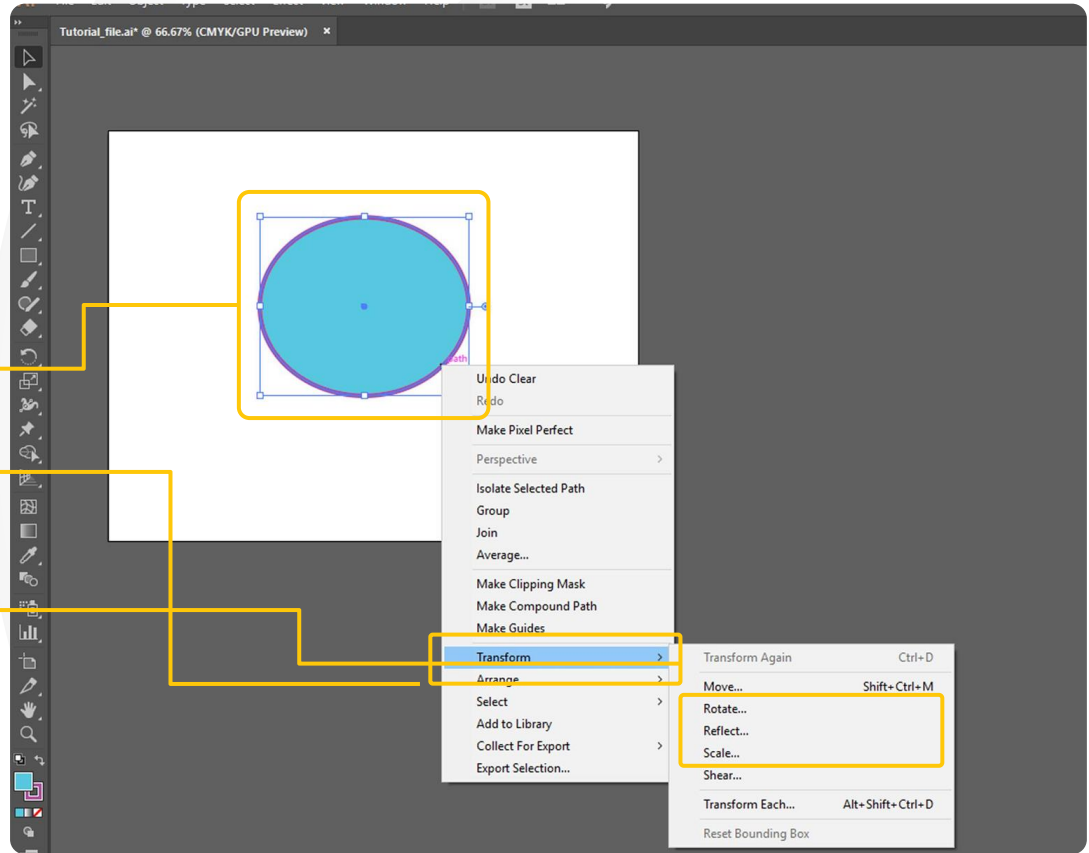 Tutorial_file.ai* @ 66.67% (CMYK/GPU Preview) ×
Undo Clear
Redo
Make Pixel Perfect
Perspective
Isolate Selected Path
Group
Join
Average...
Make Clipping Mask
Make Compound Path
Make Guides
Transform
Arrange
Select
Add to Library
Collect For Export
Export Selection...
Transform Again Ctrl+D
Move... Shift+Ctrl+M
Rotate...
Reflect...
Scale...
Shear...
Transform Each... Alt+Shift+Ctrl+D
Reset Bounding Box